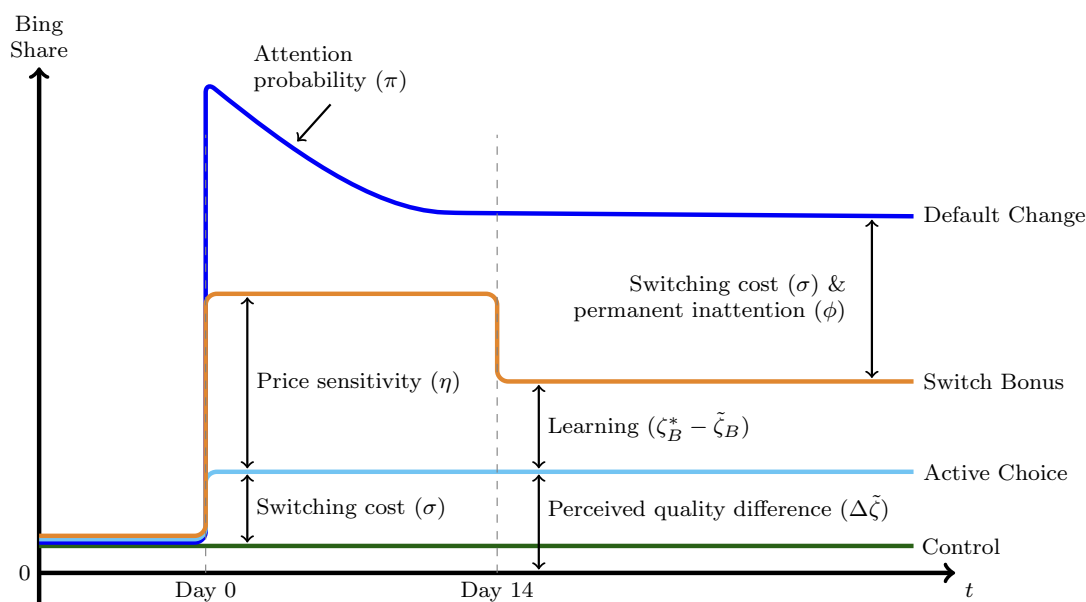 Bing
Share
Attention
probability (π)
Default Change
Switching cost (σ) &
permanent inattention (ϕ)
Price sensitivity (η)
Switch Bonus
Learning (ζ*_B − ζ̃_B)
Active Choice
Switching cost (σ)
Perceived quality difference (Δζ̃)
Control
0
Day 0
Day 14
t